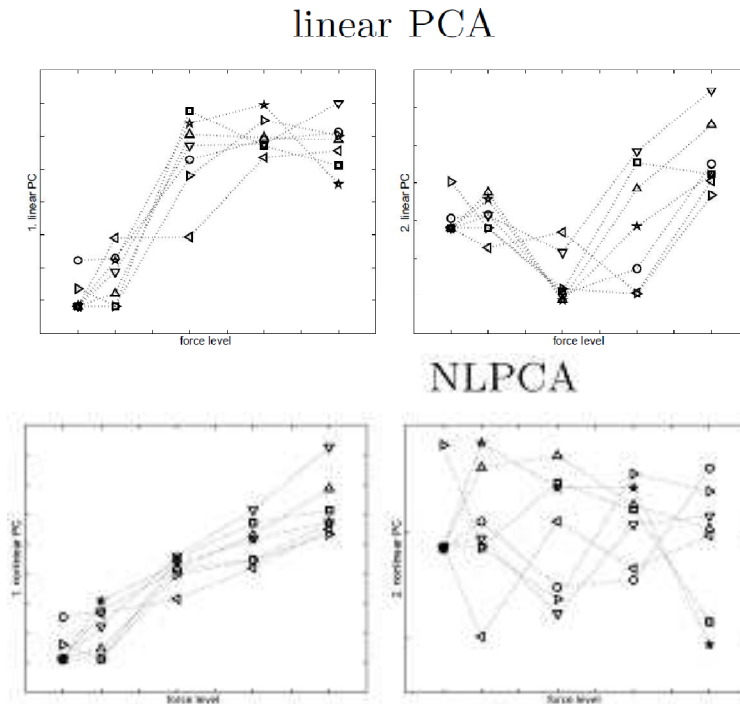 linear PCA
1. linear PC
2. linear PC
force level
force level
NLPCA
1. nonlinear PC
2. nonlinear PC
force level
force level